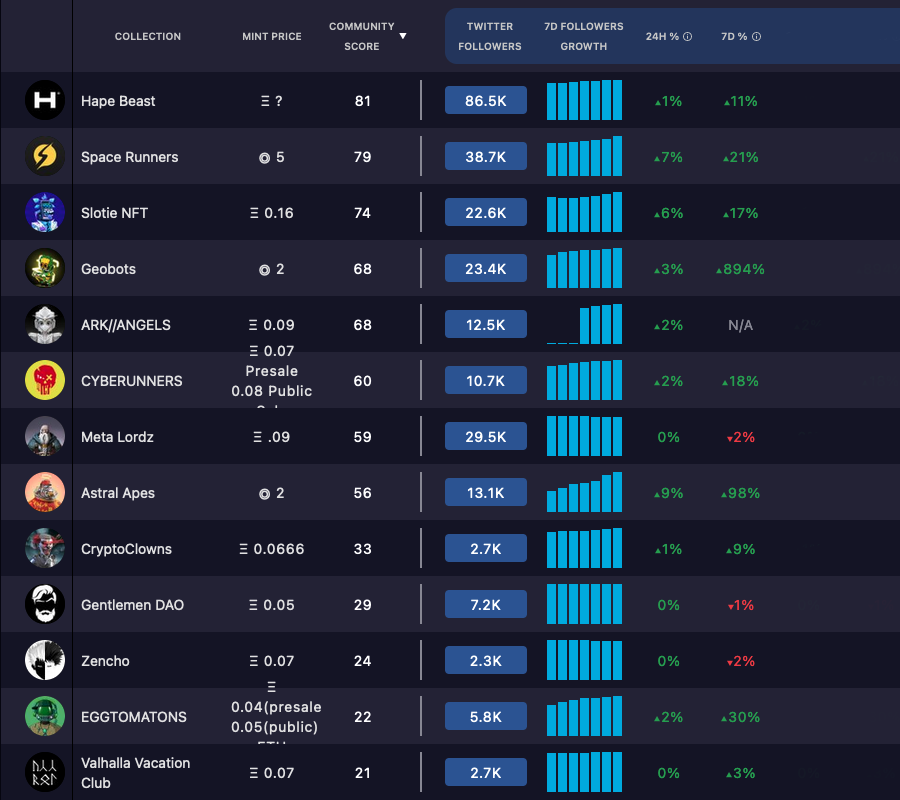 COLLECTION MINT PRICE COMMUNITY SCORE ▼ TWITTER FOLLOWERS 7D FOLLOWERS GROWTH 24H % ⓘ 7D % ⓘ
H Hape Beast Ξ ? 81 86.5K ▲1% ▲11%
Space Runners ◎ 5 79 38.7K ▲7% ▲21%
Slotie NFT Ξ 0.16 74 22.6K ▲6% ▲17%
Geobots ◎ 2 68 23.4K ▲3% ▲894%
ARK//ANGELS Ξ 0.09 68 12.5K ▲2% N/A
Ξ 0.07
Presale
CYBERUNNERS 0.08 Public 60 10.7K ▲2% ▲18%
Meta Lordz Ξ .09 59 29.5K 0% ▼2%
Astral Apes ◎ 2 56 13.1K ▲9% ▲98%
CryptoClowns Ξ 0.0666 33 2.7K ▲1% ▲9%
Gentlemen DAO Ξ 0.05 29 7.2K 0% ▼1%
Zencho Ξ 0.07 24 2.3K 0% ▼2%
Ξ
0.04(presale
EGGTOMATONS 0.05(public) 22 5.8K ▲2% ▲30%
Valhalla Vacation
Club Ξ 0.07 21 2.7K 0% ▲3%